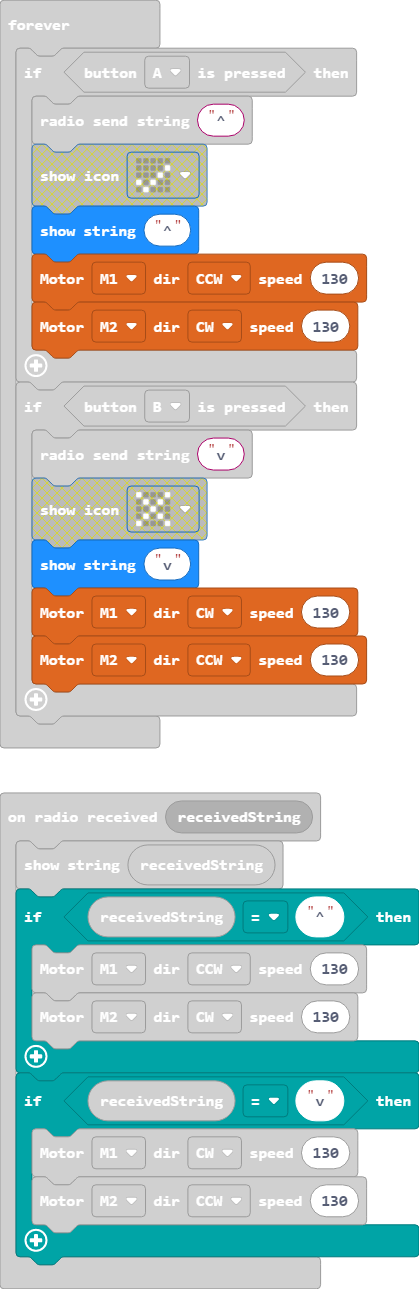 forever
if button A is pressed then
radio send string "^"
show icon
show string "^"
Motor M1 dir CCW speed 130
Motor M2 dir CW speed 130
if button B is pressed then
radio send string "v"
show icon
show string "v"
Motor M1 dir CW speed 130
Motor M2 dir CCW speed 130
on radio received receivedString
show string receivedString
if receivedString = "^" then
Motor M1 dir CCW speed 130
Motor M2 dir CW speed 130
if receivedString = "v" then
Motor M1 dir CW speed 130
Motor M2 dir CCW speed 130